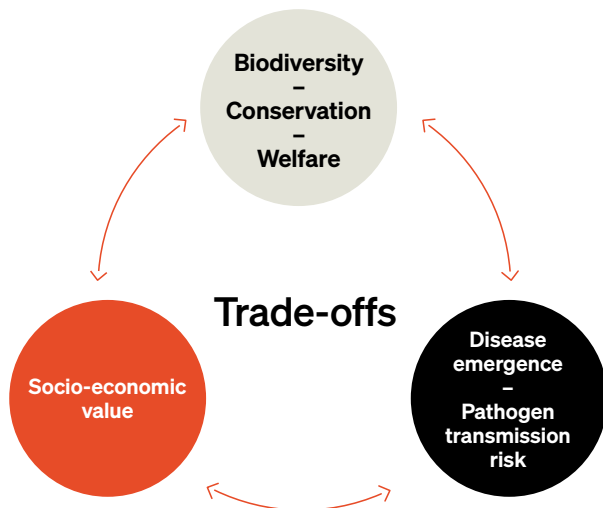 Biodiversity
–
Conservation
–
Welfare
Trade-offs
Socio-economic
value
Disease
emergence
–
Pathogen
transmission
risk